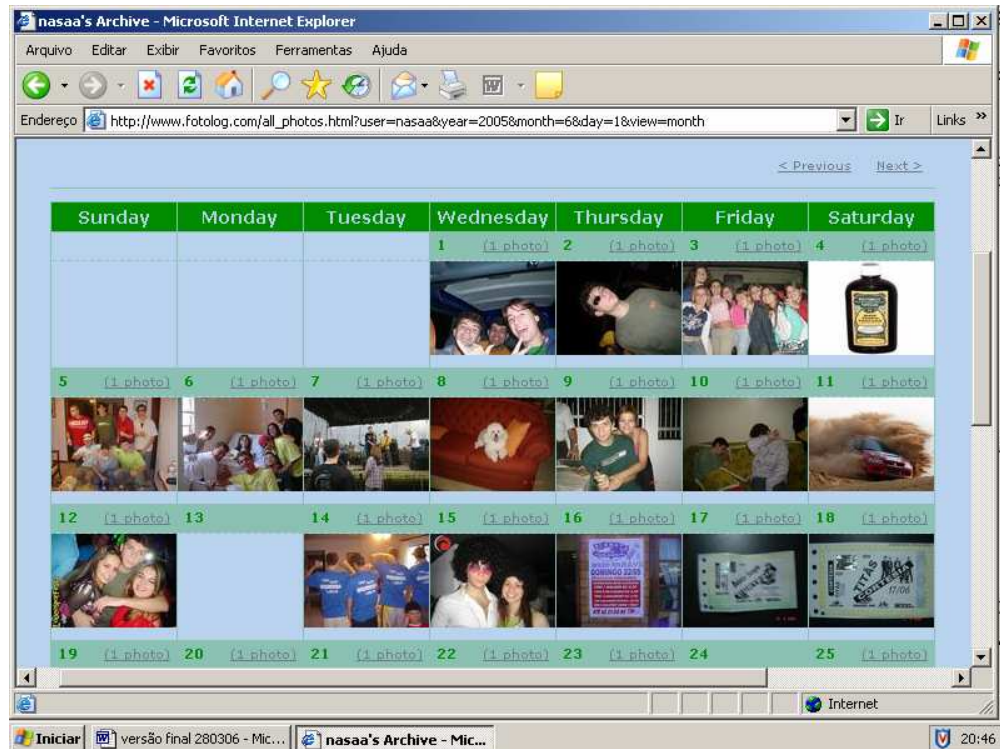 nasaa's Archive - Microsoft Internet Explorer
Arquivo Editar Exibir Favoritos Ferramentas Ajuda
Endereço http://www.fotolog.com/all_photos.html?user=nasaa&year=2005&month=6&day=1&view=month Ir Links »
< Previous Next >
Sunday Monday Tuesday Wednesday Thursday Friday Saturday
1 (1 photo) 2 (1 photo) 3 (1 photo) 4 (1 photo)
5 (1 photo) 6 (1 photo) 7 (1 photo) 8 (1 photo) 9 (1 photo) 10 (1 photo) 11 (1 photo)
12 (1 photo) 13 14 (1 photo) 15 (1 photo) 16 (1 photo) 17 (1 photo) 18 (1 photo)
DOMINGO 22/05
TITAS
17/06
19 (1 photo) 20 (1 photo) 21 (1 photo) 22 (1 photo) 23 (1 photo) 24 25 (1 photo)
Internet
Iniciar versão final 280306 - Mic... nasaa's Archive - Mic... 20:46